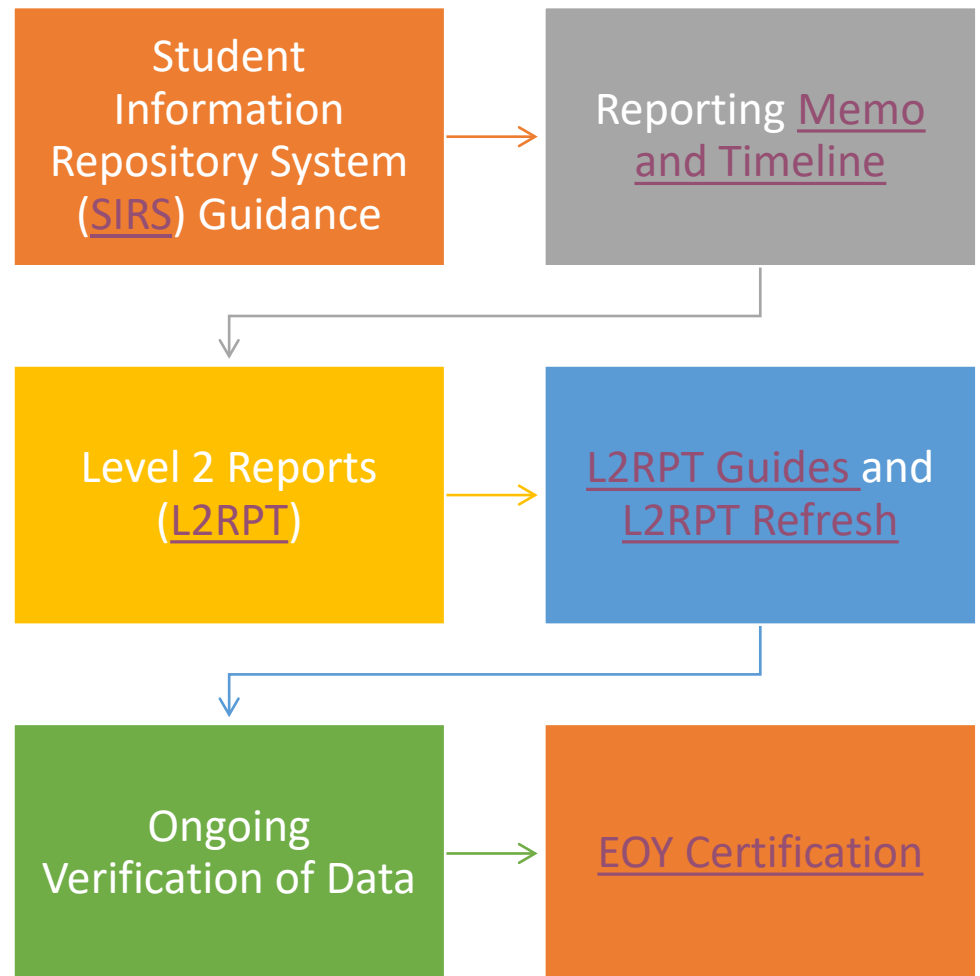 Student
Information
Repository System
(SIRS) Guidance
Reporting Memo
and Timeline
Level 2 Reports
(L2RPT)
L2RPT Guides and
L2RPT Refresh
Ongoing
Verification of Data
EOY Certification